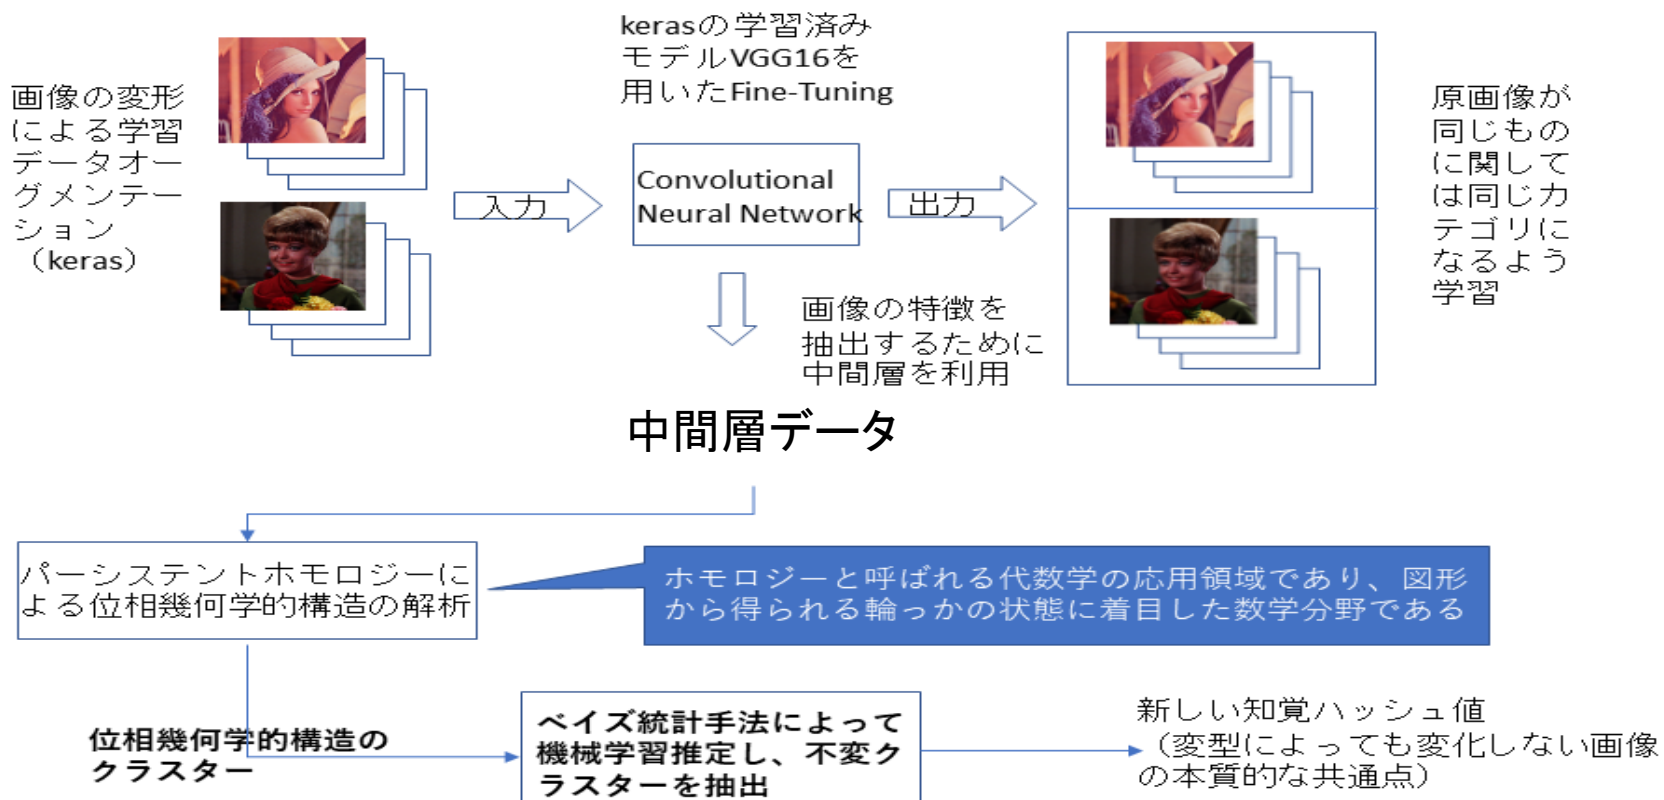 kerasの学習済み
モデルVGG16を
用いたFine-Tuning
画像の変形
による学習
データオー
グメンテー
ション
（keras）
入力
Convolutional
Neural Network
出力
原画像が
同じもの
に関して
は同じカ
テゴリに
なるよう
学習
画像の特徴を
抽出するために
中間層を利用
中間層データ
パーシステントホモロジーに
よる位相幾何学的構造の解析
ホモロジーと呼ばれる代数学の応用領域であり、図形
から得られる輪っかの状態に着目した数学分野である
位相幾何学的構造の
クラスター
ベイズ統計手法によって
機械学習推定し、不変ク
ラスターを抽出
新しい知覚ハッシュ値
（変型によっても変化しない画像
の本質的な共通点）